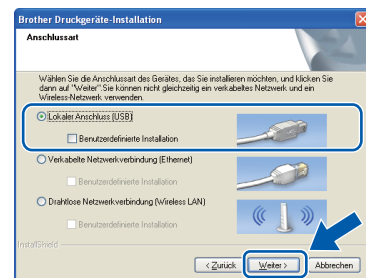 Brother Druckgeräte-Installation
Anschlussart
Wählen Sie die Anschlussart des Gerätes, das Sie installieren möchten, und klicken Sie
dann auf "Weiter".Sie können nicht gleichzeitig ein verkabeltes Netzwerk und ein
Wireless-Netzwerk verwenden.
Lokaler Anschluss (USB)
Benutzerdefinierte Installation
Verkabelte Netzwerkverbindung (Ethernet)
Benutzerdefinierte Installation
Drahtlose Netzwerkverbindung (Wireless LAN)
Benutzerdefinierte Installation
InstallShield
< Zurück Weiter > Abbrechen